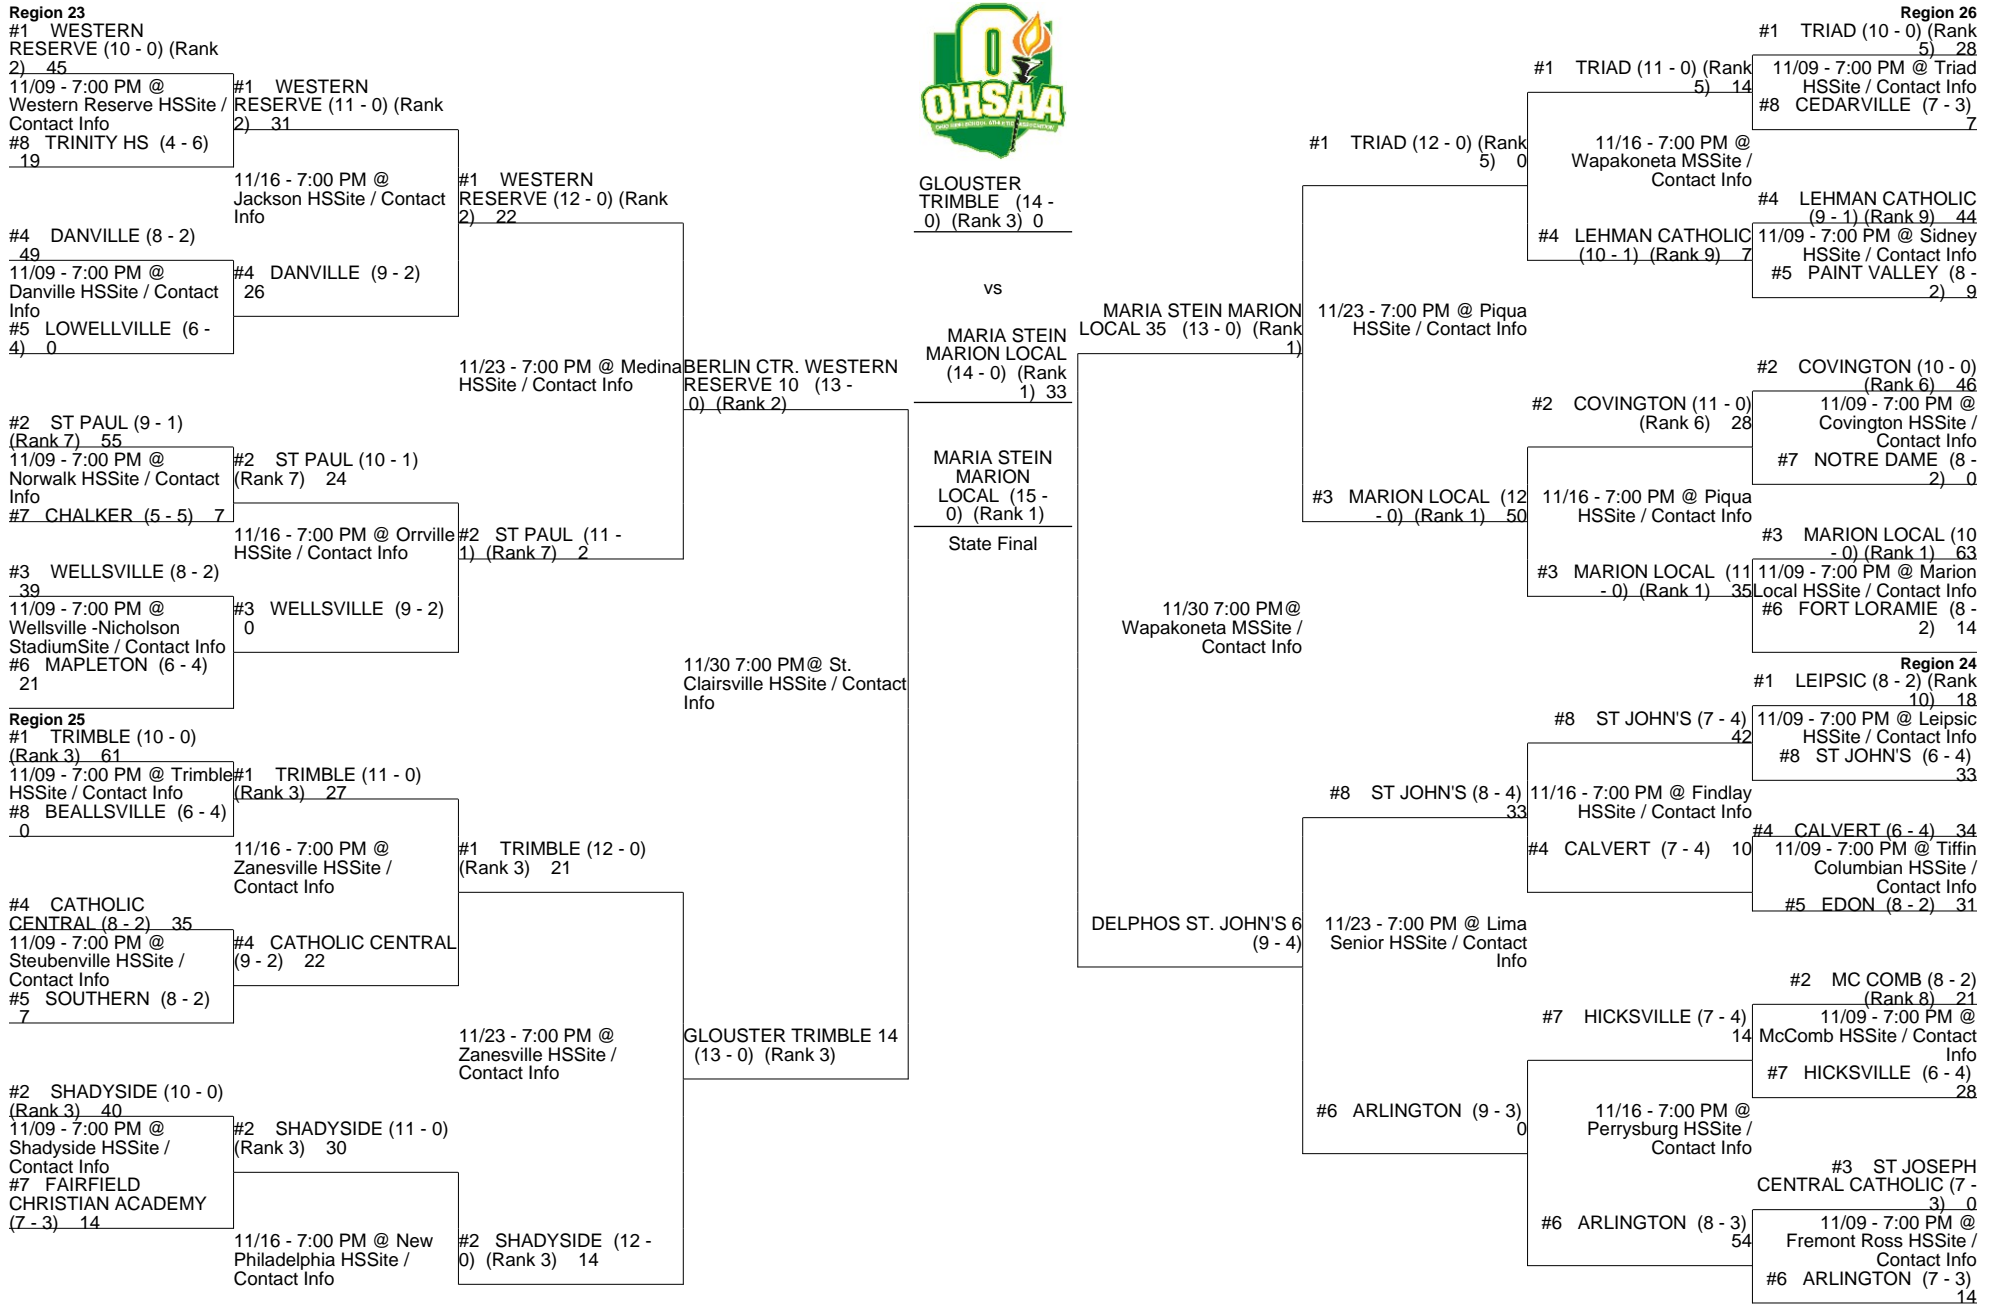 Region 23
#1 WESTERN
RESERVE (10 - 0) (Rank
2) 45
11/09 - 7:00 PM @
Western Reserve HSSite /
Contact Info
#8 TRINITY HS (4 - 6)
19
#4 DANVILLE (8 - 2)
49
11/09 - 7:00 PM @
Danville HSSite / Contact
Info
#5 LOWELLVILLE (6 -
4) 0
#2 ST PAUL (9 - 1)
(Rank 7) 55
11/09 - 7:00 PM @
Norwalk HSSite / Contact
Info
#7 CHALKER (5 - 5) 7
#3 WELLSVILLE (8 - 2)
39
11/09 - 7:00 PM @
Wellsville -Nicholson
StadiumSite / Contact Info
#6 MAPLETON (6 - 4)
21
Region 25
#1 TRIMBLE (10 - 0)
(Rank 3) 61
11/09 - 7:00 PM @ Trimble
HSSite / Contact Info
#8 BEALLSVILLE (6 - 4)
0
#4 CATHOLIC
CENTRAL (8 - 2) 35
11/09 - 7:00 PM @
Steubenville HSSite /
Contact Info
#5 SOUTHERN (8 - 2)
7
#2 SHADYSIDE (10 - 0)
(Rank 3) 40
11/09 - 7:00 PM @
Shadyside HSSite /
Contact Info
#7 FAIRFIELD
CHRISTIAN ACADEMY
(7 - 3) 14
#1 WESTERN
RESERVE (11 - 0) (Rank
2) 31
11/16 - 7:00 PM @
Jackson HSSite / Contact
Info
#4 DANVILLE (9 - 2)
26
#2 ST PAUL (10 - 1)
(Rank 7) 24
11/16 - 7:00 PM @ Orrville
HSSite / Contact Info
#3 WELLSVILLE (9 - 2)
0
#1 TRIMBLE (11 - 0)
(Rank 3) 27
11/16 - 7:00 PM @
Zanesville HSSite /
Contact Info
#4 CATHOLIC CENTRAL
(9 - 2) 22
#2 SHADYSIDE (11 - 0)
(Rank 3) 30
11/16 - 7:00 PM @ New
Philadelphia HSSite /
Contact Info
#1 WESTERN
RESERVE (12 - 0) (Rank
2) 22
11/23 - 7:00 PM @ Medina
HSSite / Contact Info
#2 ST PAUL (11 -
1) (Rank 7) 2
#1 TRIMBLE (12 - 0)
(Rank 3) 21
11/23 - 7:00 PM @
Zanesville HSSite /
Contact Info
#2 SHADYSIDE (12 -
0) (Rank 3) 14
BERLIN CTR. WESTERN
RESERVE 10 (13 -
0) (Rank 2)
11/30 7:00 PM@ St.
Clairsville HSSite / Contact
Info
GLOUSTER TRIMBLE 14
(13 - 0) (Rank 3)
OHSAA
GLOUSTER
TRIMBLE (14 -
0) (Rank 3) 0
vs
MARIA STEIN
MARION LOCAL
(14 - 0) (Rank
1) 33
MARIA STEIN
MARION
LOCAL (15 -
0) (Rank 1)
State Final
MARIA STEIN MARION
LOCAL 35 (13 - 0) (Rank
1)
11/30 7:00 PM@
Wapakoneta MSSite /
Contact Info
DELPHOS ST. JOHN'S 6
(9 - 4)
#1 TRIAD (12 - 0) (Rank
5) 0
11/23 - 7:00 PM @ Piqua
HSSite / Contact Info
#3 MARION LOCAL (12
- 0) (Rank 1) 50
#8 ST JOHN'S (8 - 4)
33
11/23 - 7:00 PM @ Lima
Senior HSSite / Contact
Info
#6 ARLINGTON (9 - 3)
0
#1 TRIAD (11 - 0) (Rank
5) 14
11/16 - 7:00 PM @
Wapakoneta MSSite /
Contact Info
#4 LEHMAN CATHOLIC
(10 - 1) (Rank 9) 7
#2 COVINGTON (11 - 0)
(Rank 6) 28
11/16 - 7:00 PM @ Piqua
HSSite / Contact Info
#3 MARION LOCAL (11
- 0) (Rank 1) 35
#8 ST JOHN'S (7 - 4)
42
11/16 - 7:00 PM @ Findlay
HSSite / Contact Info
#4 CALVERT (7 - 4) 10
#7 HICKSVILLE (7 - 4)
14
11/16 - 7:00 PM @
Perrysburg HSSite /
Contact Info
#6 ARLINGTON (8 - 3)
54
Region 26
#1 TRIAD (10 - 0) (Rank
5) 28
11/09 - 7:00 PM @ Triad
HSSite / Contact Info
#8 CEDARVILLE (7 - 3)
7
#4 LEHMAN CATHOLIC
(9 - 1) (Rank 9) 44
11/09 - 7:00 PM @ Sidney
HSSite / Contact Info
#5 PAINT VALLEY (8 -
2) 9
#2 COVINGTON (10 - 0)
(Rank 6) 46
11/09 - 7:00 PM @
Covington HSSite /
Contact Info
#7 NOTRE DAME (8 -
2) 0
#3 MARION LOCAL (10
- 0) (Rank 1) 63
11/09 - 7:00 PM @ Marion
Local HSSite / Contact Info
#6 FORT LORAMIE (8 -
2) 14
Region 24
#1 LEIPSIC (8 - 2) (Rank
10) 18
11/09 - 7:00 PM @ Leipsic
HSSite / Contact Info
#8 ST JOHN'S (6 - 4)
33
#4 CALVERT (6 - 4) 34
11/09 - 7:00 PM @ Tiffin
Columbian HSSite /
Contact Info
#5 EDON (8 - 2) 31
#2 MC COMB (8 - 2)
(Rank 8) 21
11/09 - 7:00 PM @
McComb HSSite / Contact
Info
#7 HICKSVILLE (6 - 4)
28
#3 ST JOSEPH
CENTRAL CATHOLIC (7 -
3) 0
11/09 - 7:00 PM @
Fremont Ross HSSite /
Contact Info
#6 ARLINGTON (7 - 3)
14